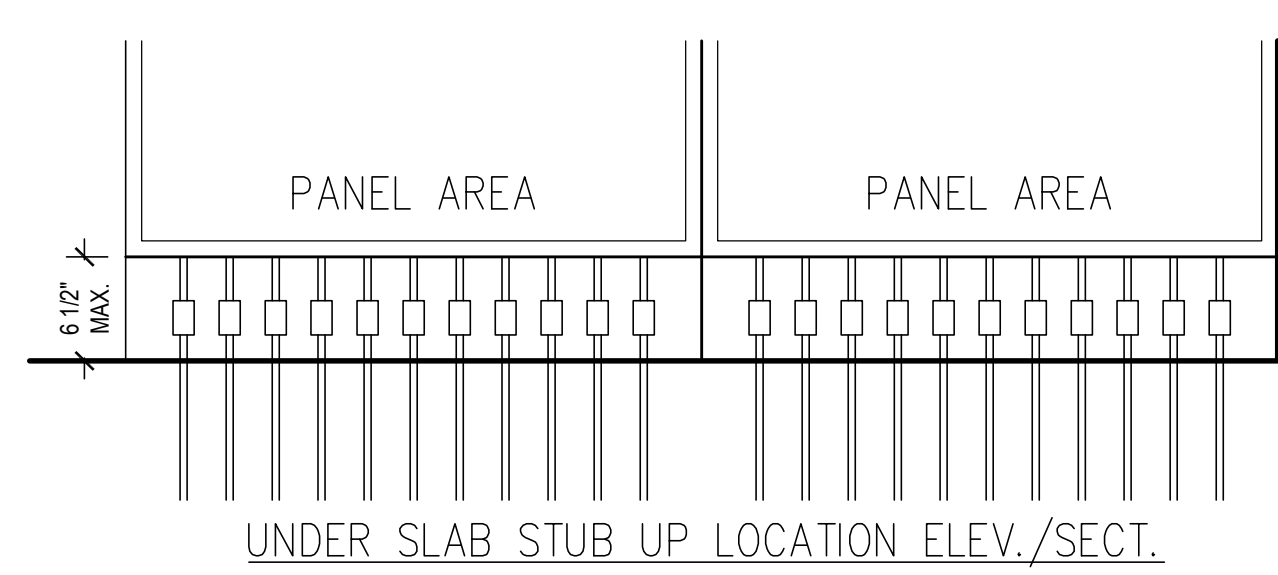 PANEL AREA
PANEL AREA
6 1/2"
MAX.
UNDER SLAB STUB UP LOCATION ELEV./SECT.